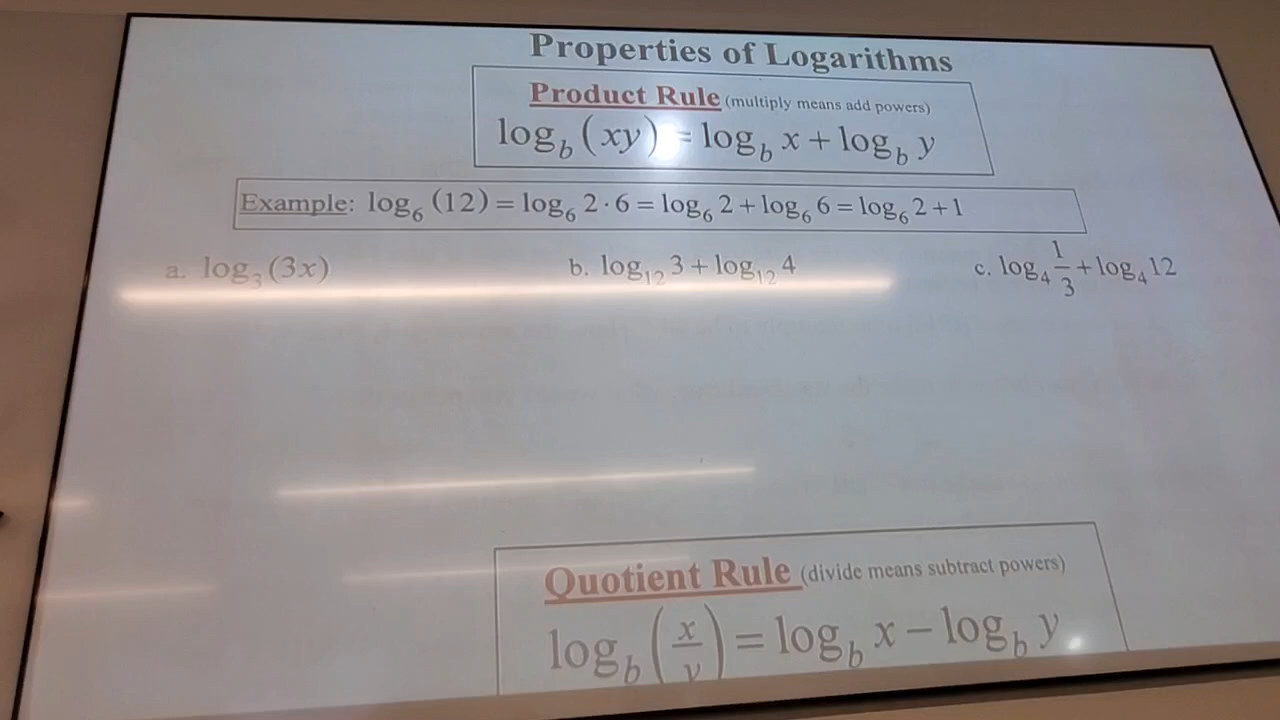 Properties of Logarithms
Product Rule (multiply means add powers)
log_b (xy) = log_b x + log_b y
Example: log_6 (12) = log_6 2 · 6 = log_6 2 + log_6 6 = log_6 2 + 1
a. log_3 (3x) b. log_12 3 + log_12 4 c. log_4 1/3 + log_4 12
Quotient Rule (divide means subtract powers)
log_b (x/y) = log_b x − log_b y